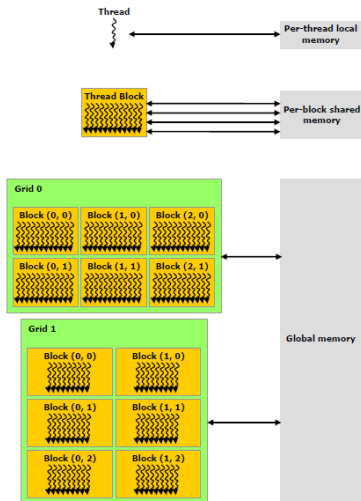 Thread
Per-thread local
memory
Thread Block
Per-block shared
memory
Grid 0
Block (0, 0) Block (1, 0) Block (2, 0)
Block (0, 1) Block (1, 1) Block (2, 1)
Grid 1
Block (0, 0) Block (1, 0)
Block (0, 1) Block (1, 1)
Block (0, 2) Block (1, 2)
Global memory